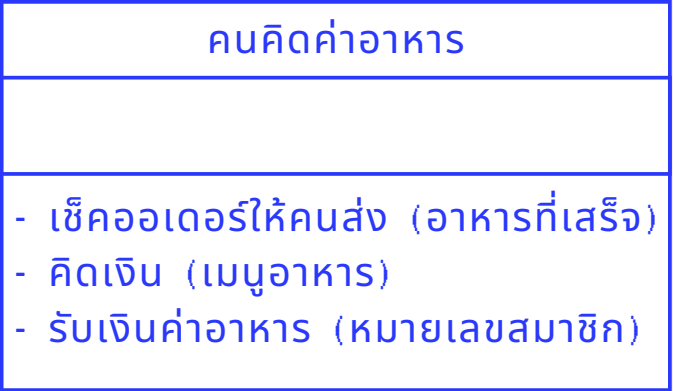 คนคิดค่าอาหาร
- เช็คออเดอร์ให้คนส่ง (อาหารที่เสร็จ)
- คิดเงิน (เมนูอาหาร)
- รับเงินค่าอาหาร (หมายเลขสมาชิก)